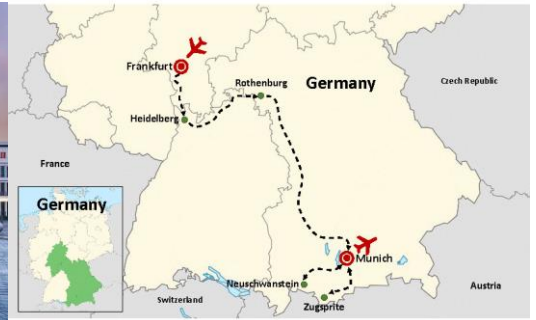 Frankfurt
Rothenburg
Germany
Czech Republic
Heidelberg
France
Germany
Munich
Neuschwanstein
Austria
Switzerland
Zugsprite